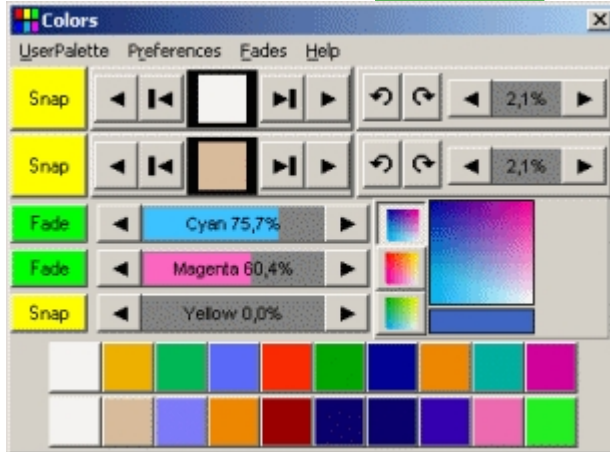 Colors
UserPalette Preferences Fades Help
Snap 2,1%
Snap 2,1%
Fade Cyan 75,7%
Fade Magenta 60,4%
Snap Yellow 0,0%